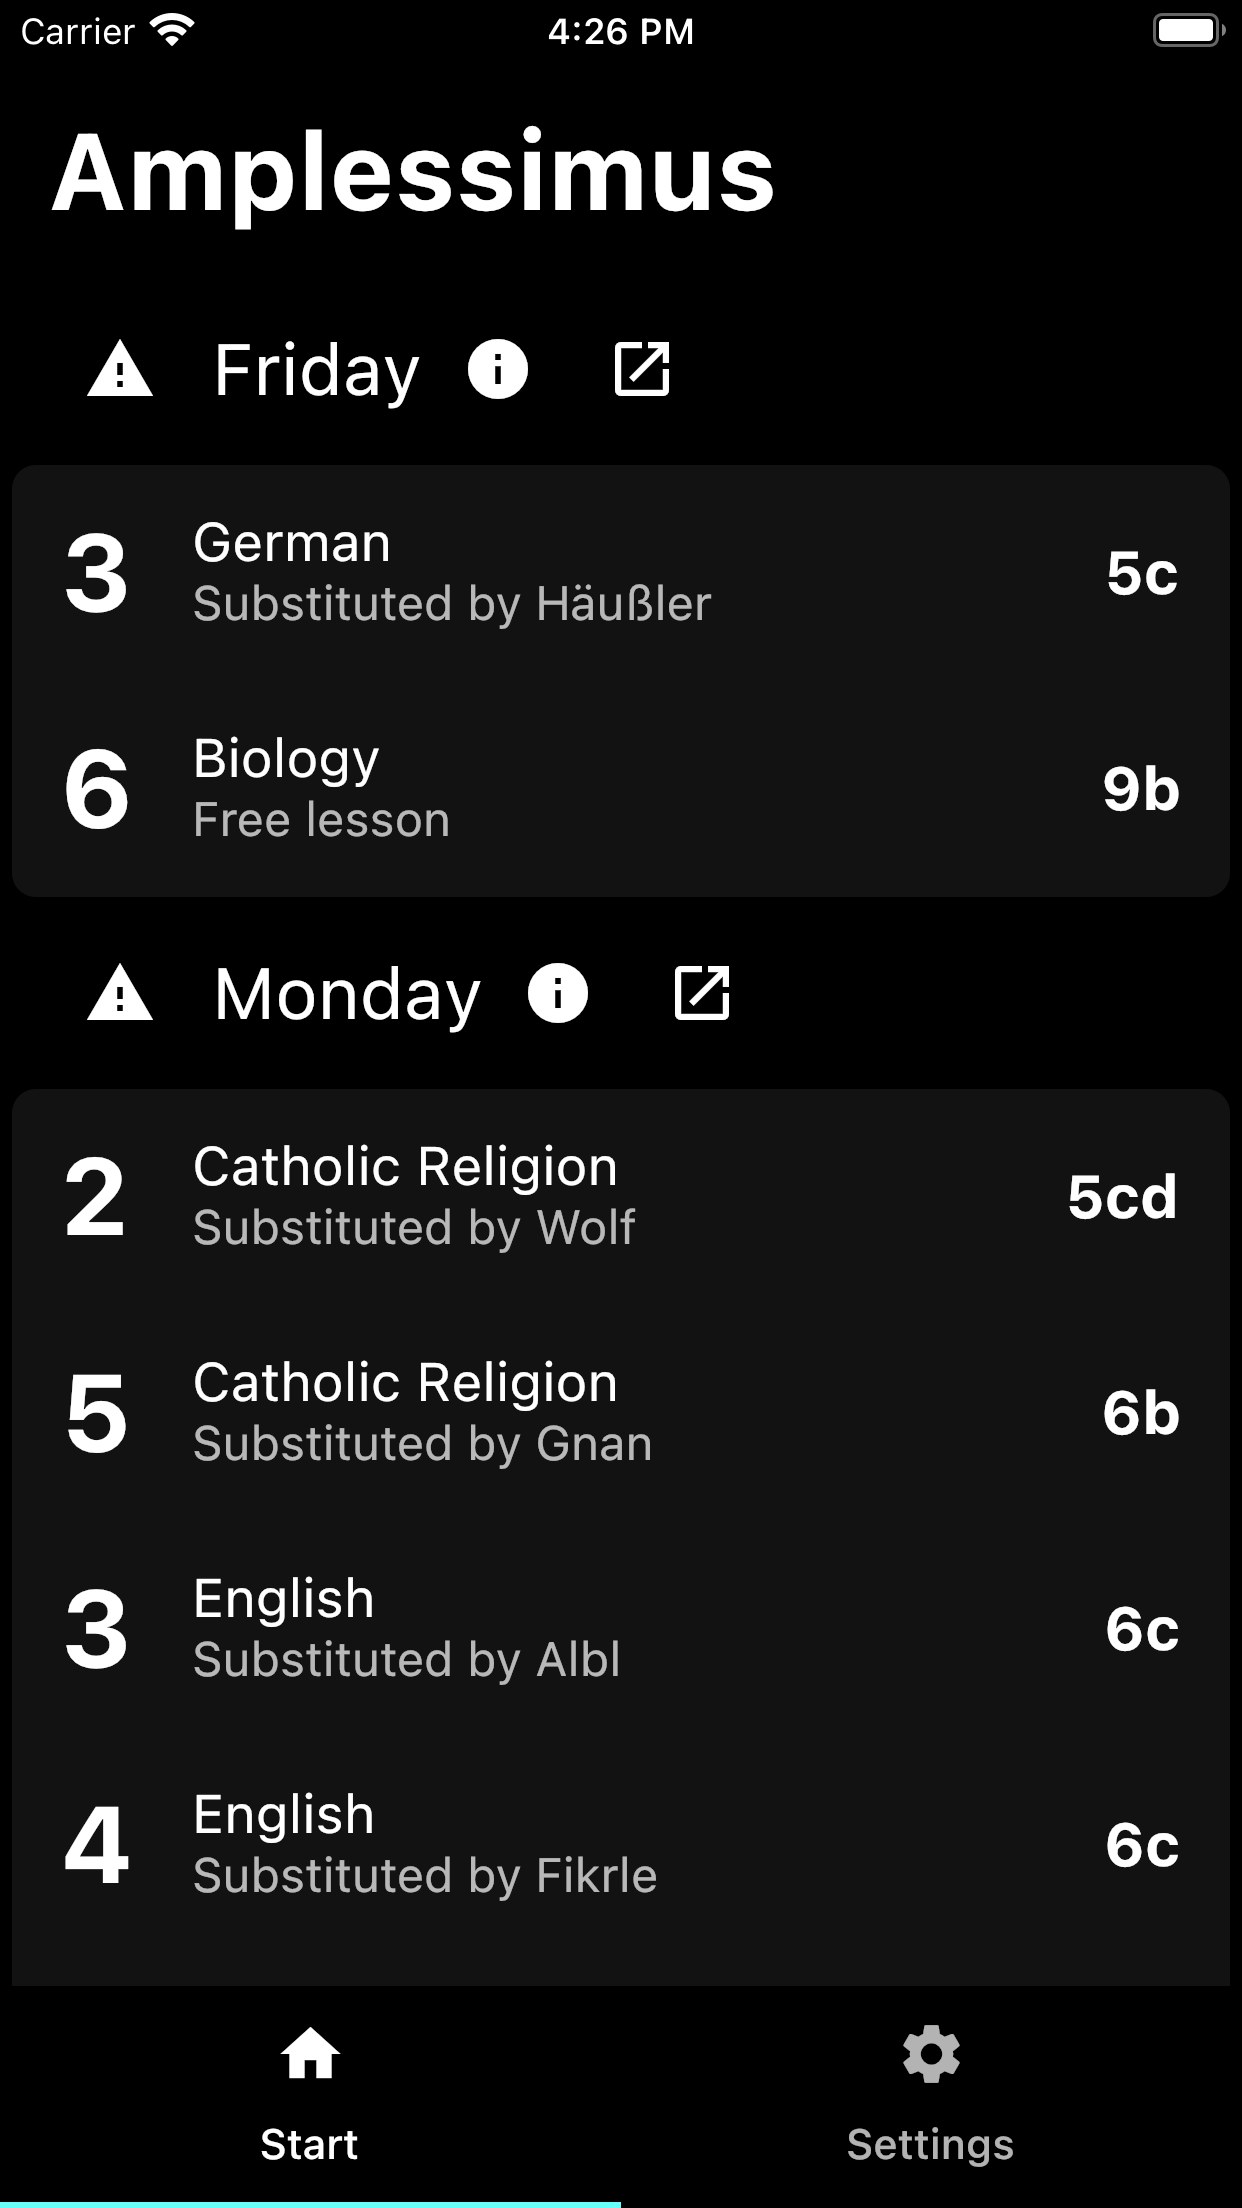 Carrier 4:26 PM
Amplessimus
Friday
3 German 5c
Substituted by Häußler
6 Biology 9b
Free lesson
Monday
2 Catholic Religion 5cd
Substituted by Wolf
5 Catholic Religion 6b
Substituted by Gnan
3 English 6c
Substituted by Albl
4 English 6c
Substituted by Fikrle
Start Settings